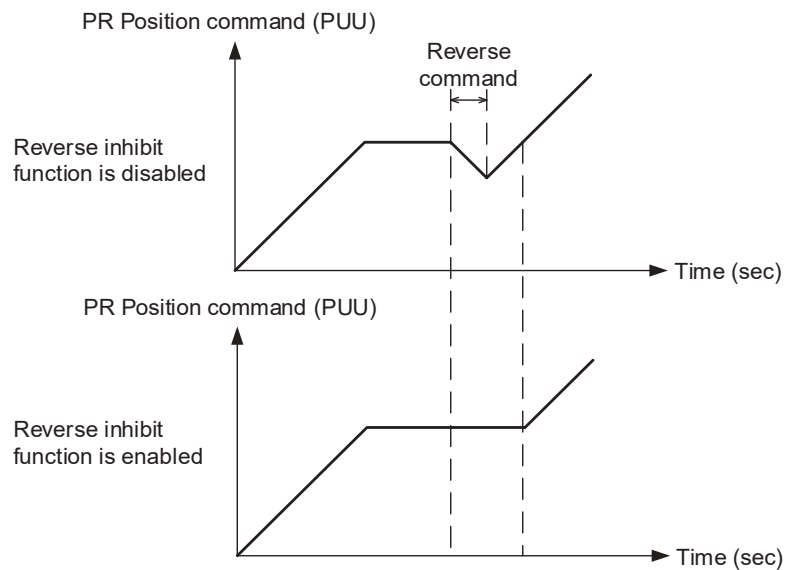 PR Position command (PUU)
Reverse
command
Reverse inhibit
function is disabled
Time (sec)
PR Position command (PUU)
Reverse inhibit
function is enabled
Time (sec)